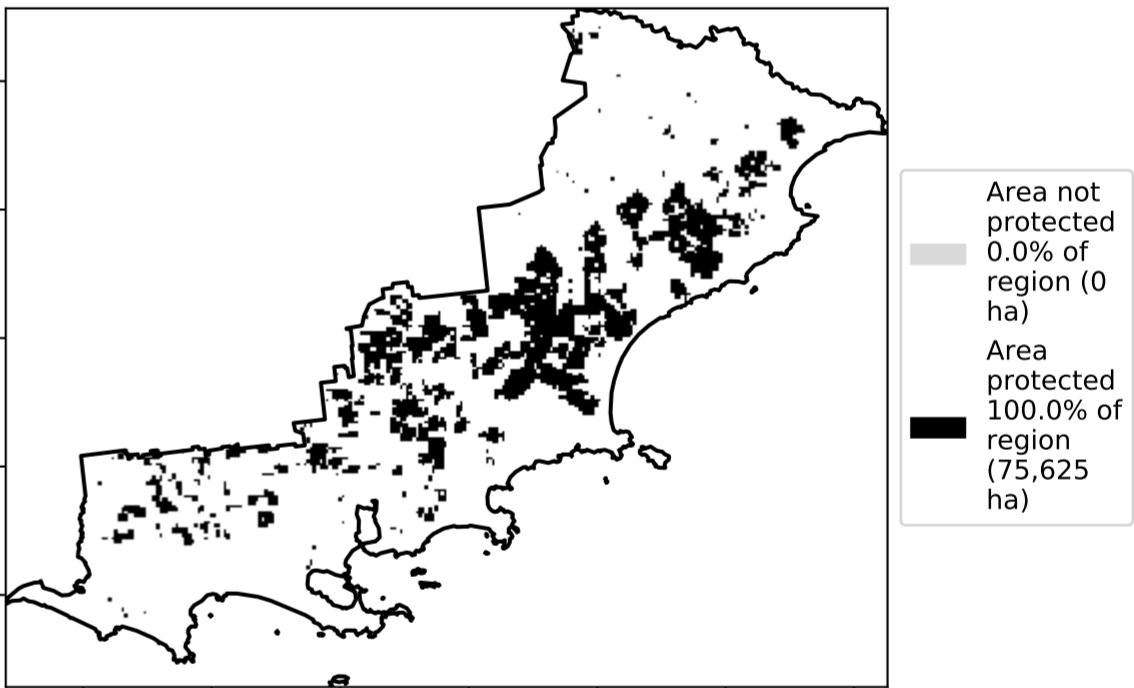 Area not
protected
0.0% of
region (0
ha)
Area
protected
100.0% of
region
(75,625
ha)